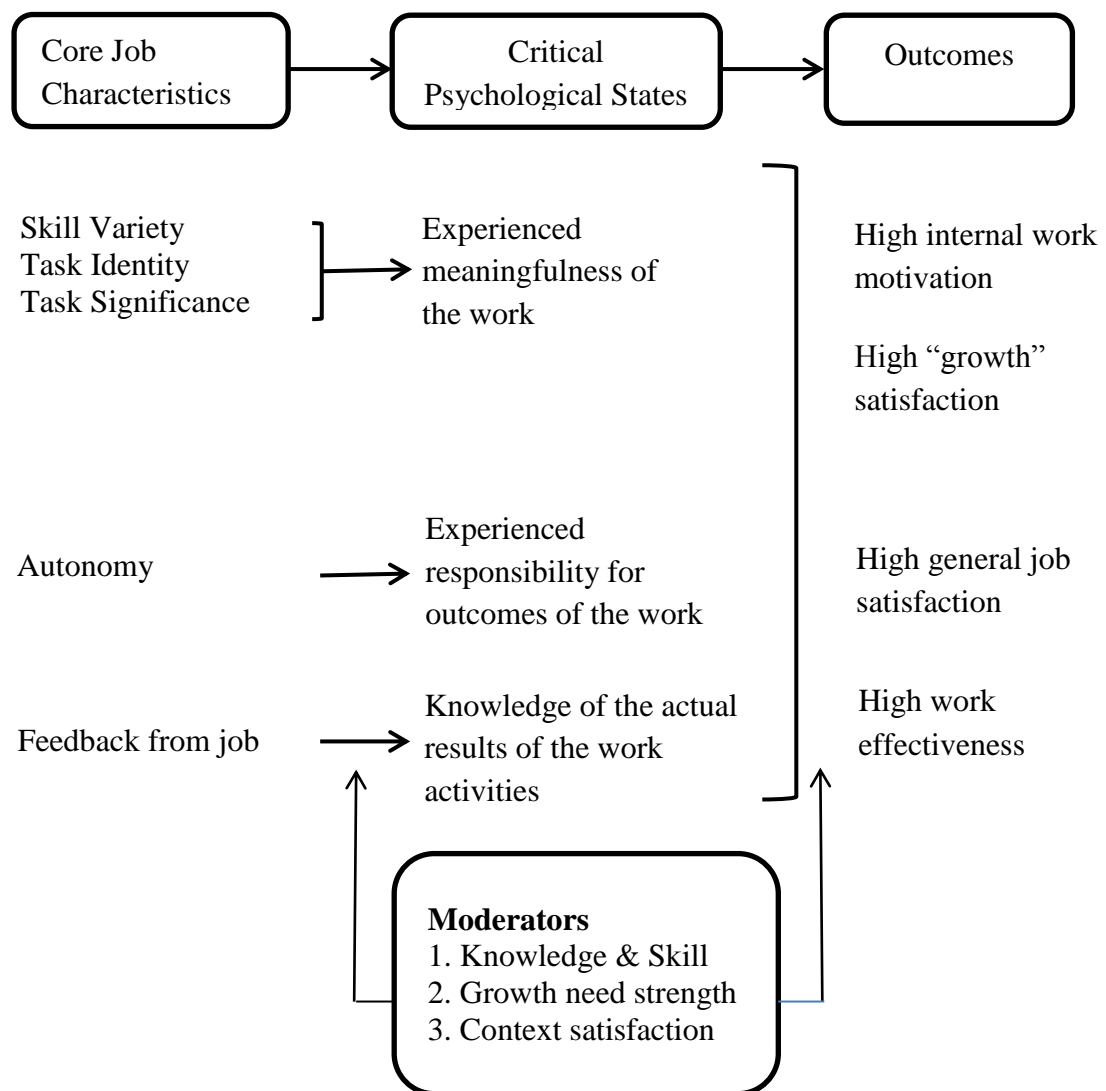 Core Job
Characteristics
Critical
Psychological States
Outcomes
Skill Variety
Task Identity
Task Significance
Experienced
meaningfulness of
the work
High internal work
motivation
High “growth”
satisfaction
Autonomy
Experienced
responsibility for
outcomes of the work
High general job
satisfaction
Feedback from job
Knowledge of the actual
results of the work
activities
High work
effectiveness
Moderators
1. Knowledge & Skill
2. Growth need strength
3. Context satisfaction